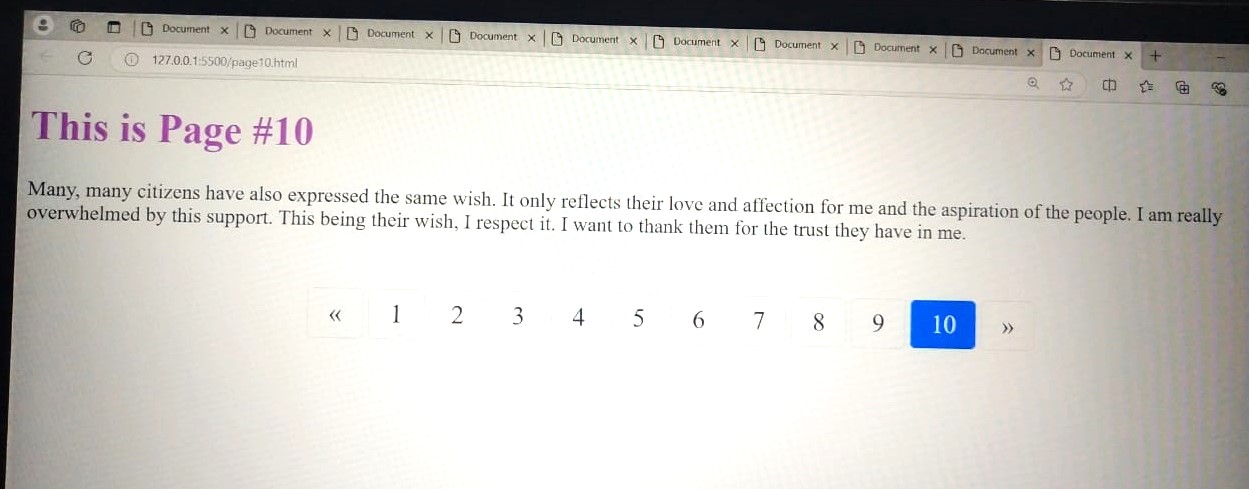 Document × Document × Document × Document × Document × Document × Document × Document × Document × Document × +
127.0.0.1:5500/page10.html
This is Page #10
Many, many citizens have also expressed the same wish. It only reflects their love and affection for me and the aspiration of the people. I am really
overwhelmed by this support. This being their wish, I respect it. I want to thank them for the trust they have in me.
« 1 2 3 4 5 6 7 8 9 10 »